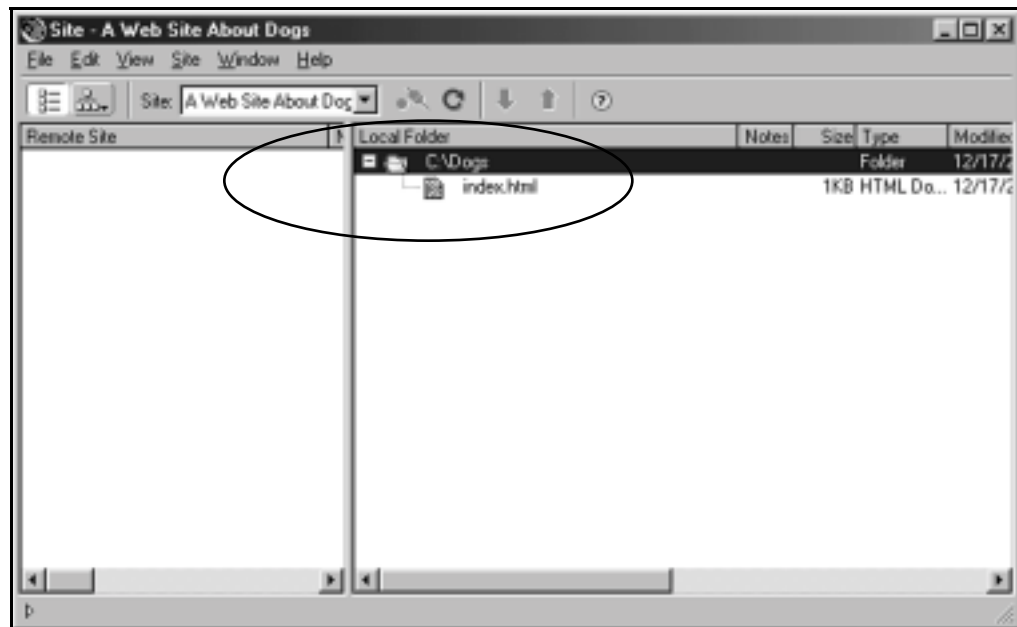 Site - A Web Site About Dogs
File Edit View Site Window Help
Site: A Web Site About Dog
Remote Site
Local Folder Notes Size Type Modified
C:\Dogs Folder 12/17/2
index.html 1KB HTML Do... 12/17/2